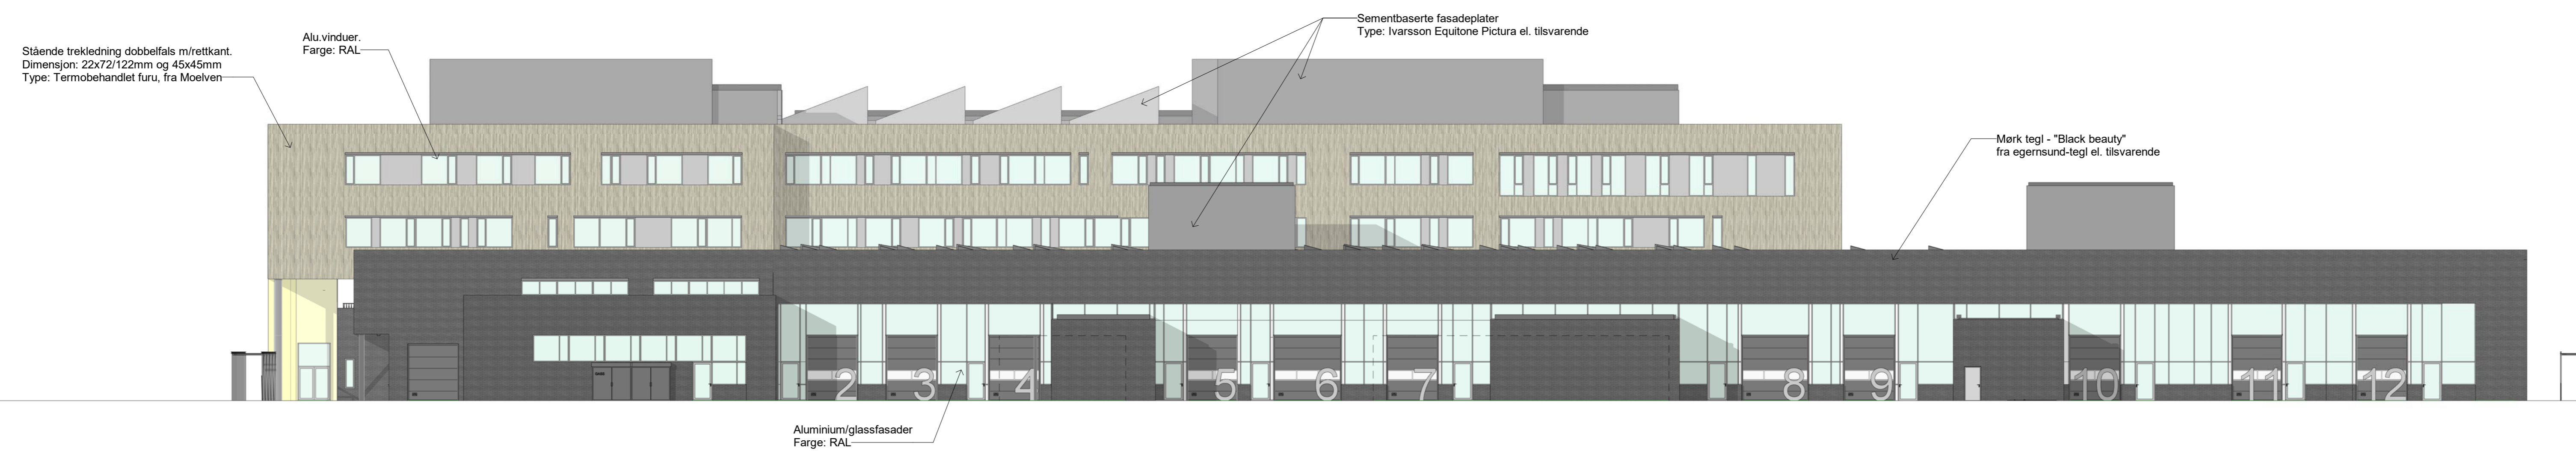 Sementbaserte fasadeplater
Type: Ivarsson Equitone Pictura el. tilsvarende
Alu.vinduer.
Farge: RAL
Stående trekledning dobbelfals m/rettkant.
Dimensjon: 22x72/122mm og 45x45mm
Type: Termobehandlet furu, fra Moelven
Mørk tegl - "Black beauty"
fra egernsund-tegl el. tilsvarende
2 3 4 5 6 7 8 9 10 11 12
Aluminium/glassfasader
Farge: RAL